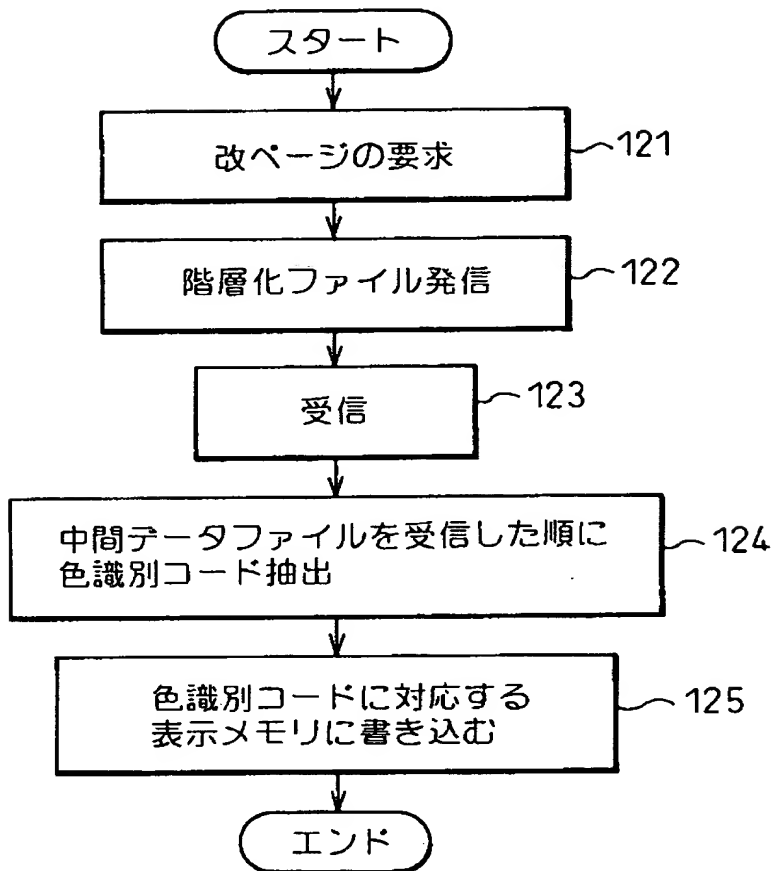 スタート
改ページの要求
121
階層化ファイル発信
122
受信
123
中間データファイルを受信した順に
色識別コード抽出
124
色識別コードに対応する
表示メモリに書き込む
125
エンド